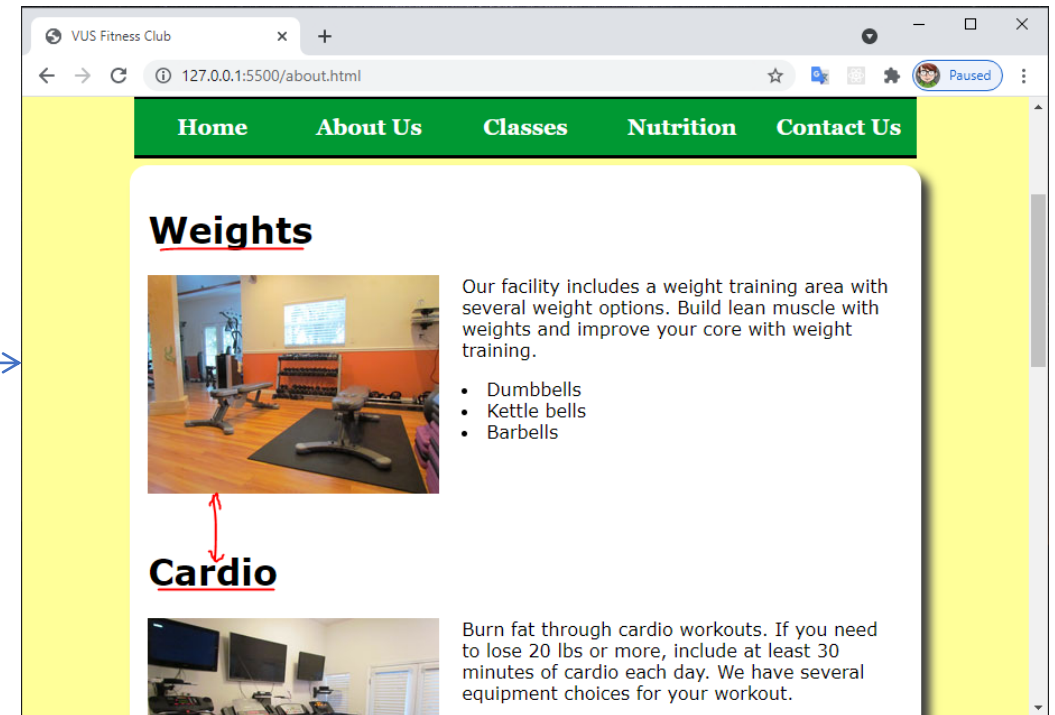 VUS Fitness Club
127.0.0.1:5500/about.html
Paused
Home About Us Classes Nutrition Contact Us
Weights
Our facility includes a weight training area with
several weight options. Build lean muscle with
weights and improve your core with weight
training.
• Dumbbells
• Kettle bells
• Barbells
Cardio
Burn fat through cardio workouts. If you need
to lose 20 lbs or more, include at least 30
minutes of cardio each day. We have several
equipment choices for your workout.